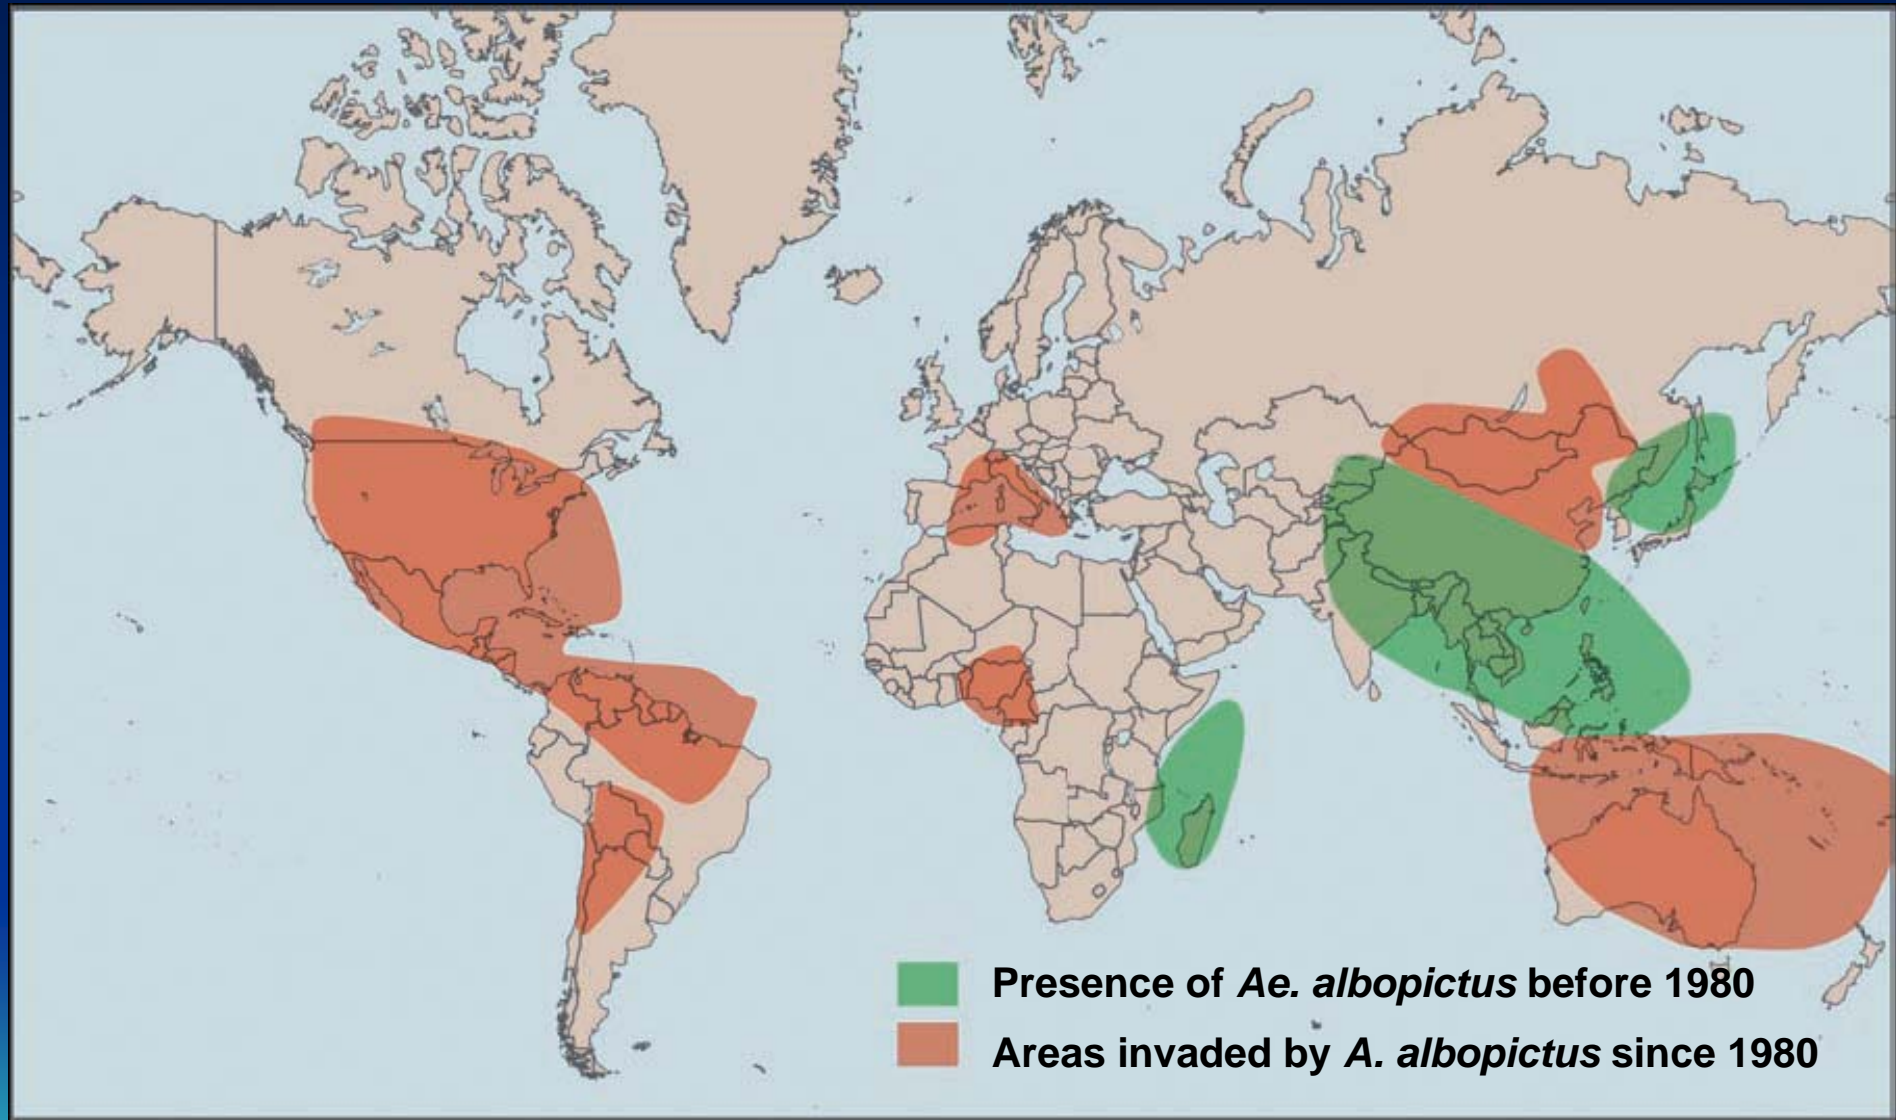 Presence of Ae. albopictus before 1980
Areas invaded by A. albopictus since 1980